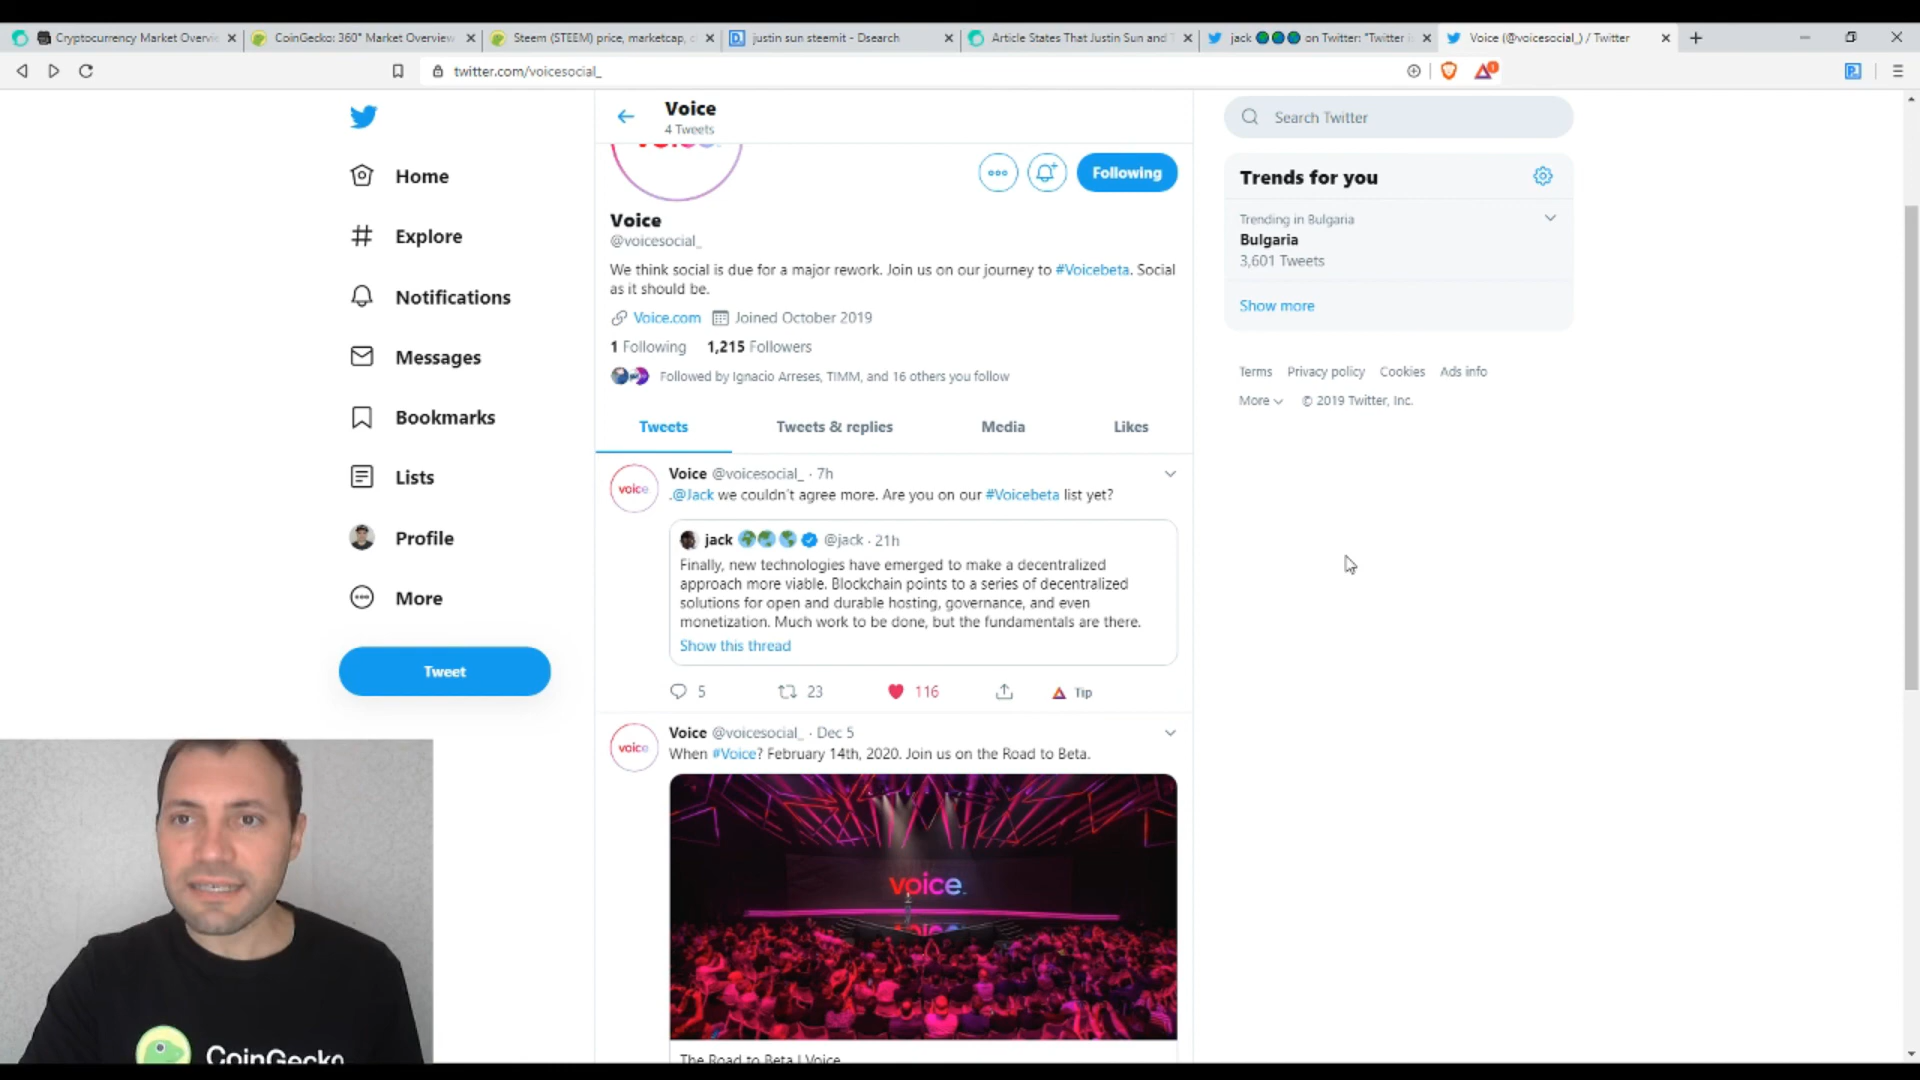 Cryptocurrency Market Overvi
CoinGecko: 360° Market Overview
Steem (STEEM) price, marketcap, c
justin sun steemit - Dsearch
Article States That Justin Sun and T
jack on Twitter: "Twitter is
Voice (@voicesocial_) / Twitter
twitter.com/voicesocial_
1
Home
Explore
Notifications
Messages
Bookmarks
Lists
Profile
More
Tweet
Voice
4 Tweets
Following
Voice
@voicesocial_
We think social is due for a major rework. Join us on our journey to #Voicebeta. Social
as it should be.
Voice.com Joined October 2019
1 Following 1,215 Followers
Followed by Ignacio Arreses, TIMM, and 16 others you follow
Tweets Tweets & replies Media Likes
Voice @voicesocial_ · 7h
voice
.@Jack we couldn't agree more. Are you on our #Voicebeta list yet?
jack @jack · 21h
Finally, new technologies have emerged to make a decentralized
approach more viable. Blockchain points to a series of decentralized
solutions for open and durable hosting, governance, and even
monetization. Much work to be done, but the fundamentals are there.
Show this thread
5 23 116 Tip
Voice @voicesocial_ · Dec 5
voice
When #Voice? February 14th, 2020. Join us on the Road to Beta.
voice
The Road to Beta | Voice
Search Twitter
Trends for you
Trending in Bulgaria
Bulgaria
3,601 Tweets
Show more
Terms Privacy policy Cookies Ads info
More © 2019 Twitter, Inc.
CoinGecko